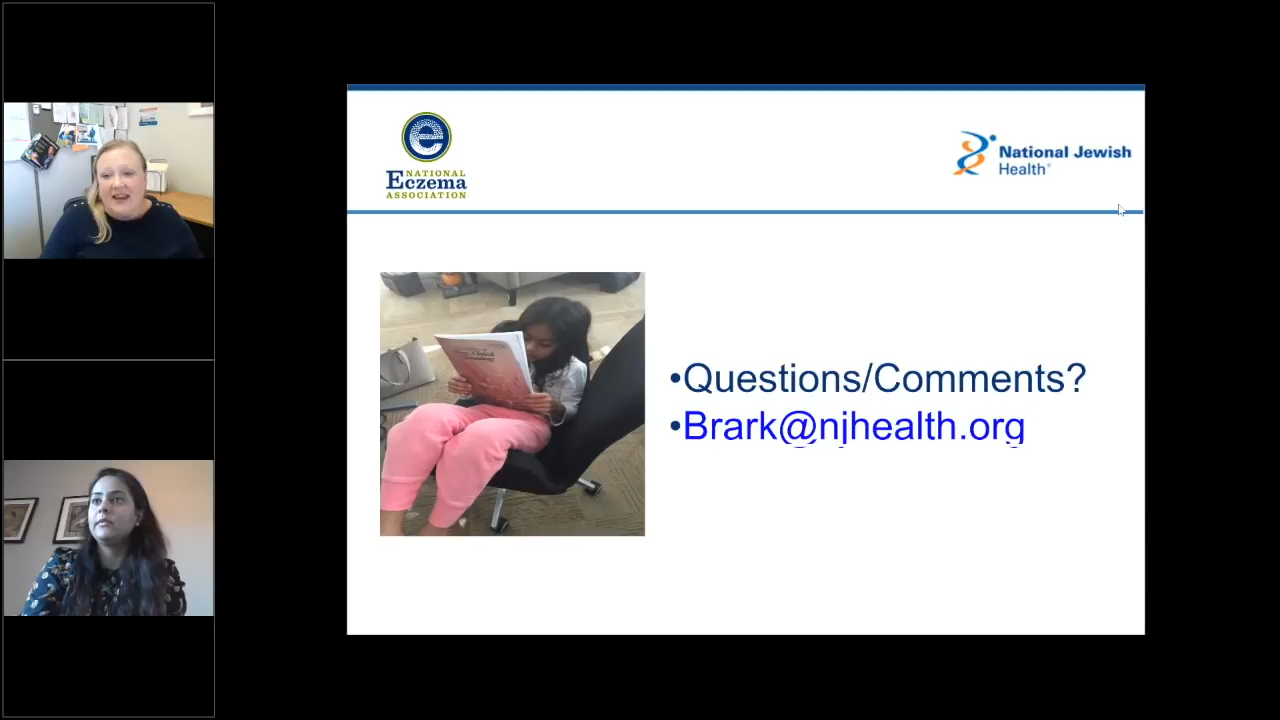 NATIONAL
Eczema
ASSOCIATION
National Jewish
Health®
•Questions/Comments?
•Brark@njhealth.org